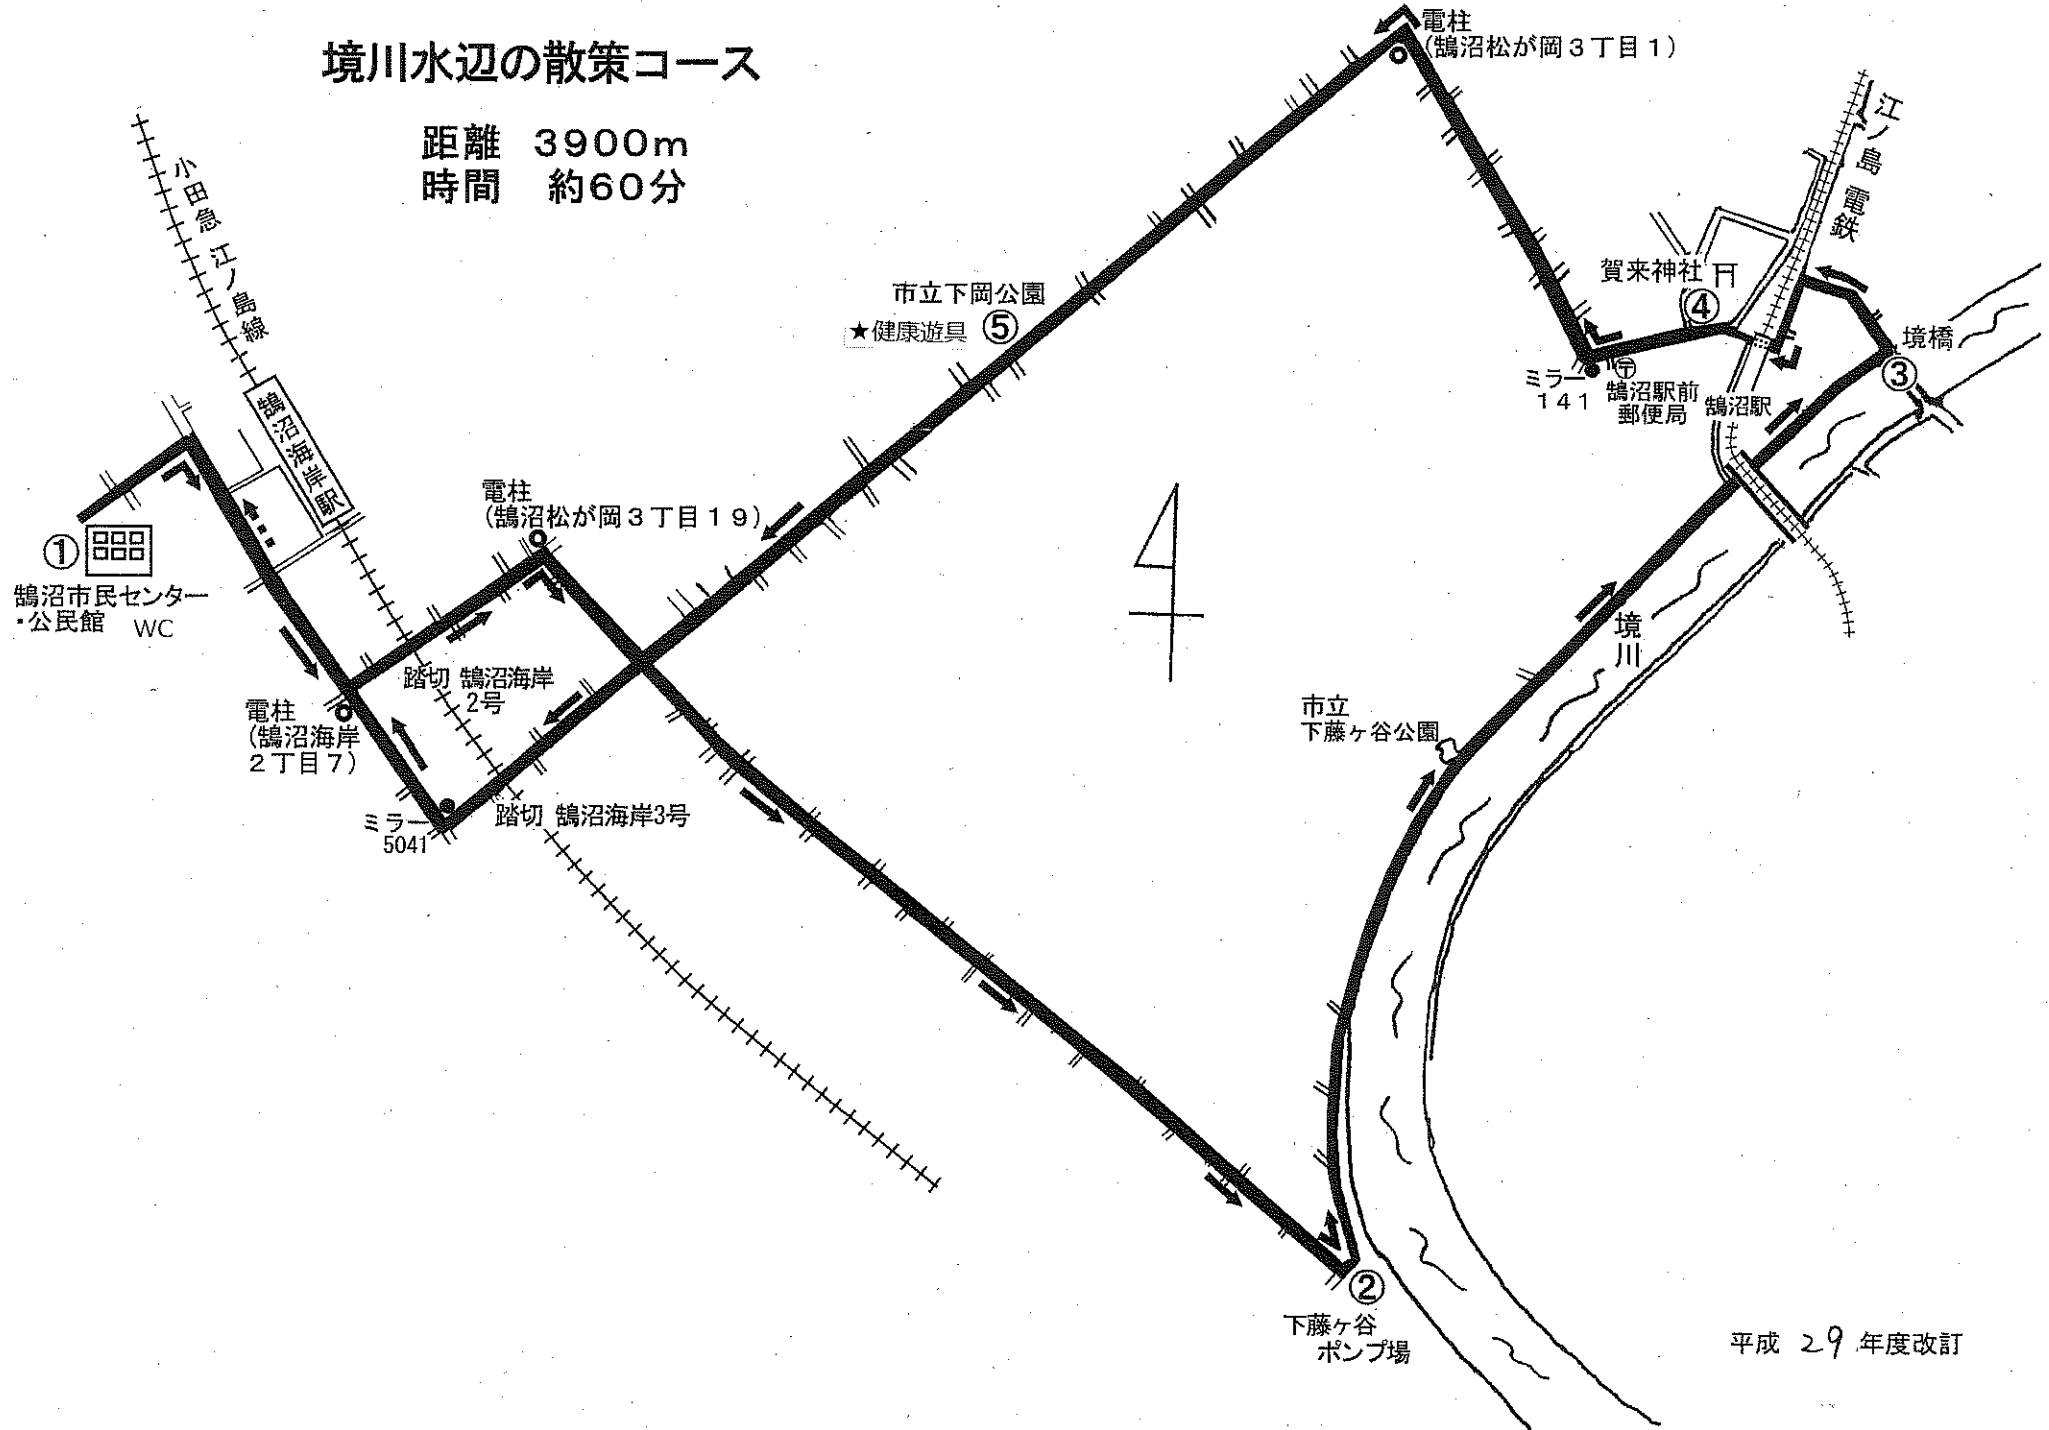 境川水辺の散策コース
距離 3900m
時間 約60分
電柱
(鵠沼松が岡3丁目1)
江ノ島電鉄
小田急江ノ島線
賀来神社
④
市立下岡公園
★健康遊具 ⑤
境橋
③
ミラー
141
〒
鵠沼駅前
郵便局
鵠沼駅
鵠沼海岸駅
電柱
(鵠沼松が岡3丁目19)
①
鵠沼市民センター
・公民館 WC
境川
踏切 鵠沼海岸
2号
電柱
(鵠沼海岸
2丁目7)
市立
下藤ヶ谷公園
ミラー
5041
踏切 鵠沼海岸3号
②
下藤ヶ谷
ポンプ場
平成 29 年度改訂